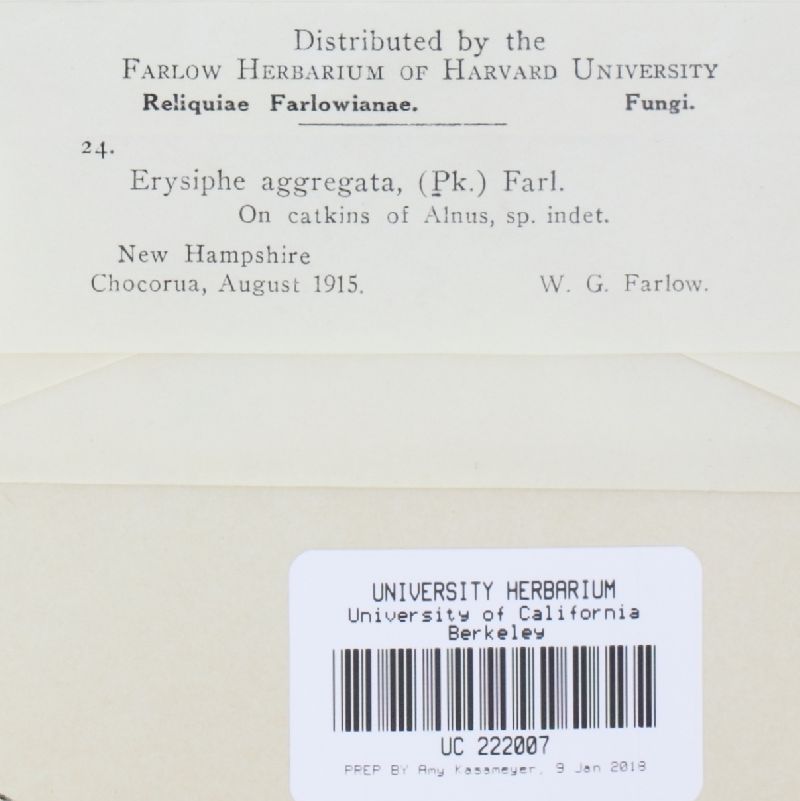 Distributed by the
FARLOW HERBARIUM OF HARVARD UNIVERSITY
Reliquiae Farlowianae. Fungi.
24.
Erysiphe aggregata, (Pk.) Farl.
On catkins of Alnus, sp. indet.
New Hampshire
Chocorua, August 1915. W. G. Farlow.
UNIVERSITY HERBARIUM
University of California
Berkeley
UC 222007
PREP BY Amy Kasameyer, 9 Jan 2018